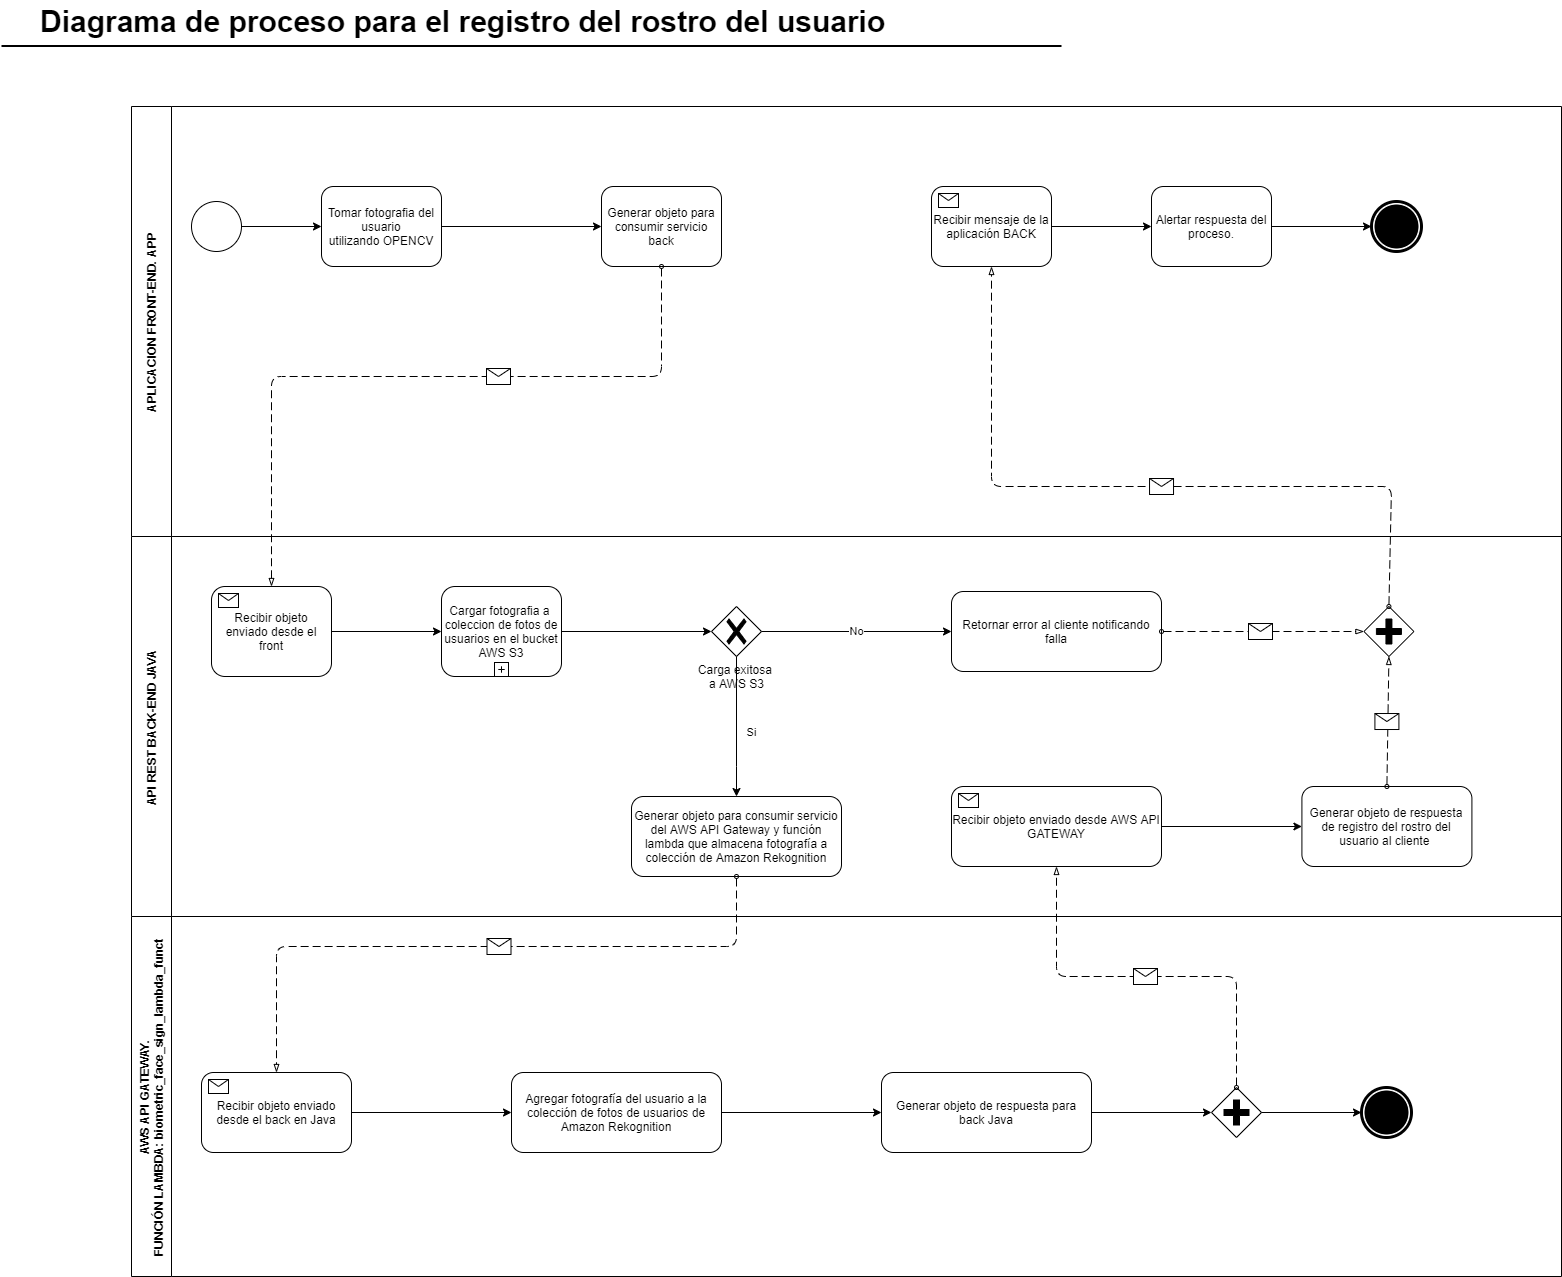 Diagrama de proceso para el registro del rostro del usuario
APLICACION FRONT-END. APP
Tomar fotografia del
usuario
utilizando OPENCV
Generar objeto para
consumir servicio
back
Recibir mensaje de la
aplicación BACK
Alertar respuesta del
proceso.
API REST BACK-END JAVA
Recibir objeto
enviado desde el
front
Cargar fotografia a
coleccion de fotos de
usuarios en el bucket
AWS S3
Carga exitosa
a AWS S3
No
Si
Retornar error al cliente notificando
falla
Generar objeto para consumir servicio
del AWS API Gateway y función
lambda que almacena fotografía a
colección de Amazon Rekognition
Recibir objeto enviado desde AWS API
GATEWAY
Generar objeto de respuesta
de registro del rostro del
usuario al cliente
AWS API GATEWAY.
FUNCIÓN LAMBDA: biometric_face_sign_lambda_funct
Recibir objeto enviado
desde el back en Java
Agregar fotografía del usuario a la
colección de fotos de usuarios de
Amazon Rekognition
Generar objeto de respuesta para
back Java